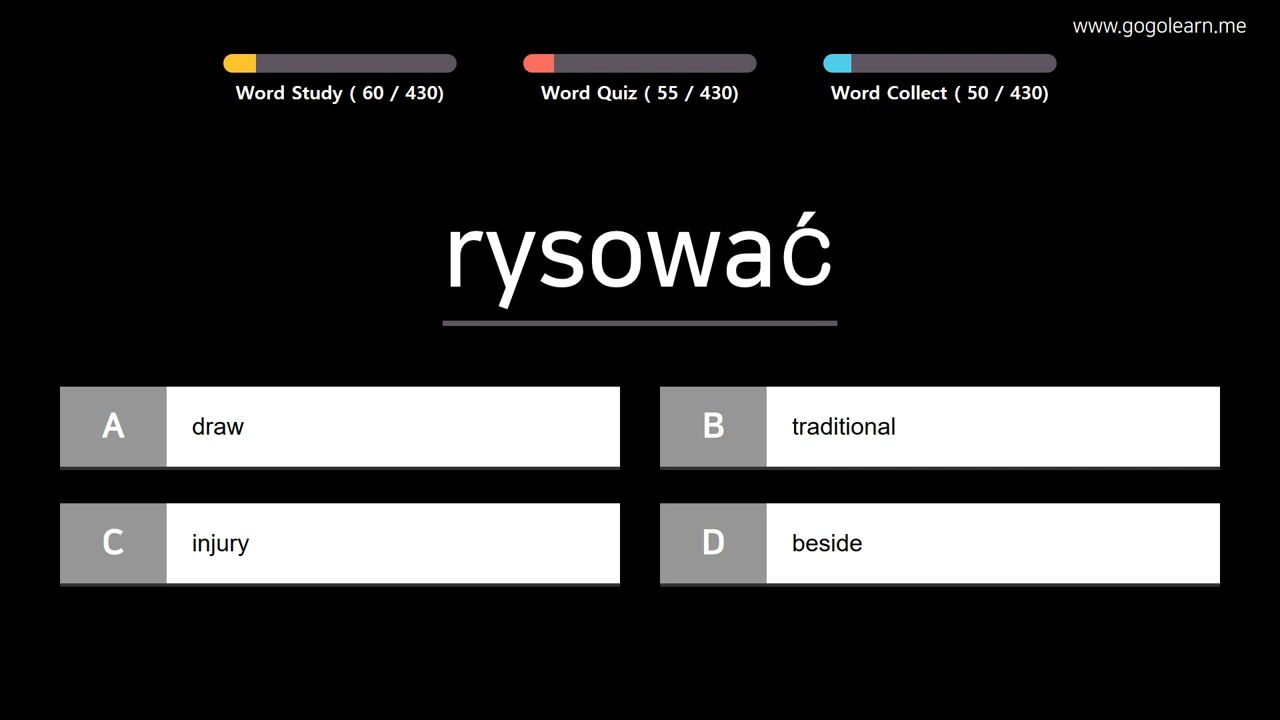 www.gogolearn.me
Word Study ( 60 / 430)
Word Quiz ( 55 / 430)
Word Collect ( 50 / 430)
rysować
A draw
B traditional
C injury
D beside